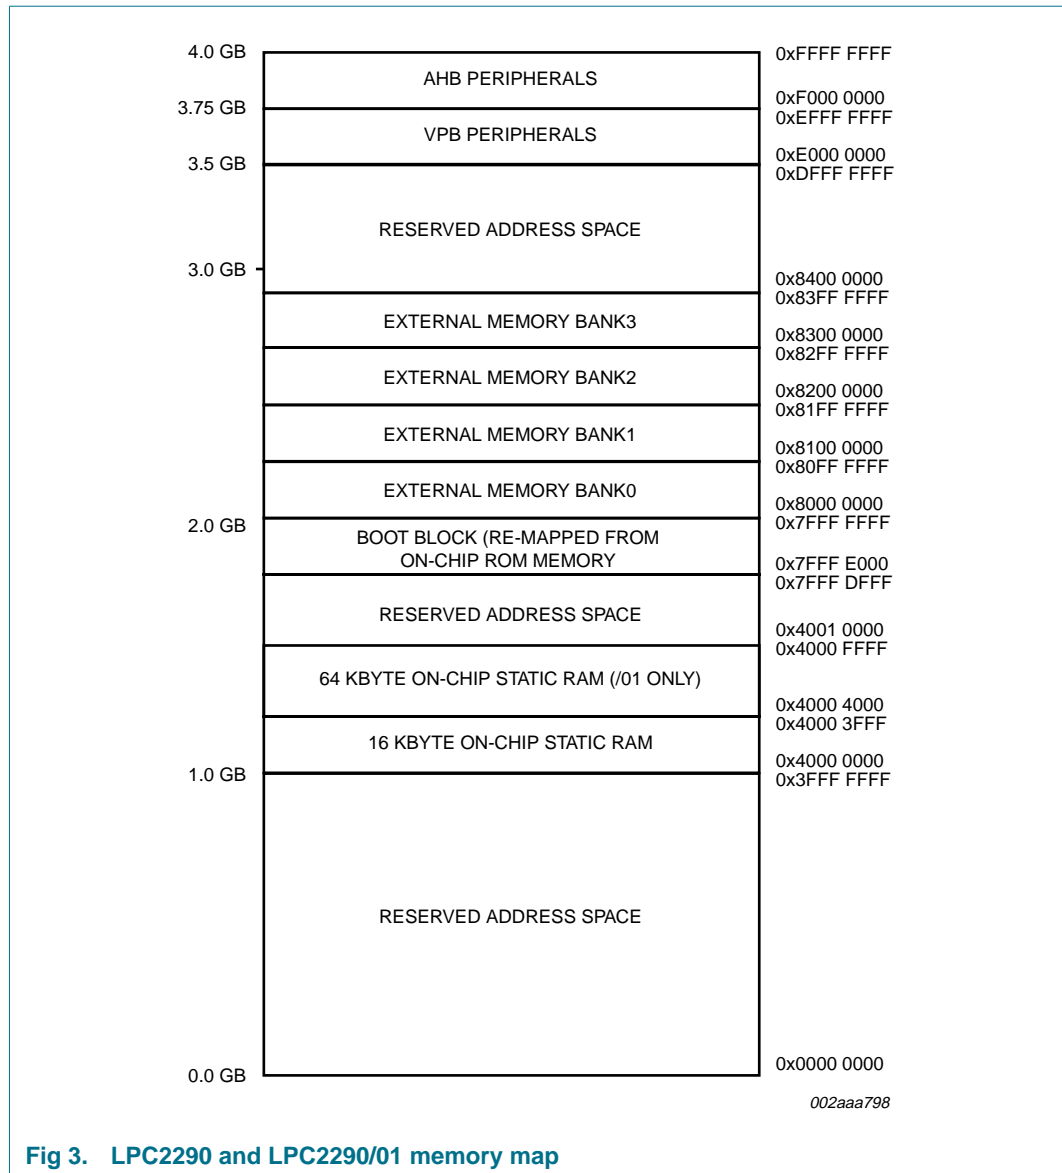 4.0 GB
0xFFFF FFFF
AHB PERIPHERALS
0xF000 0000
3.75 GB
0xEFFF FFFF
VPB PERIPHERALS
0xE000 0000
3.5 GB
0xDFFF FFFF
RESERVED ADDRESS SPACE
3.0 GB
0x8400 0000
0x83FF FFFF
EXTERNAL MEMORY BANK3
0x8300 0000
0x82FF FFFF
EXTERNAL MEMORY BANK2
0x8200 0000
0x81FF FFFF
EXTERNAL MEMORY BANK1
0x8100 0000
0x80FF FFFF
EXTERNAL MEMORY BANK0
0x8000 0000
2.0 GB
0x7FFF FFFF
BOOT BLOCK (RE-MAPPED FROM
ON-CHIP ROM MEMORY
0x7FFF E000
0x7FFF DFFF
RESERVED ADDRESS SPACE
0x4001 0000
0x4000 FFFF
64 KBYTE ON-CHIP STATIC RAM (/01 ONLY)
0x4000 4000
0x4000 3FFF
16 KBYTE ON-CHIP STATIC RAM
0x4000 0000
1.0 GB
0x3FFF FFFF
RESERVED ADDRESS SPACE
0x0000 0000
0.0 GB
002aaa798
Fig 3. LPC2290 and LPC2290/01 memory map